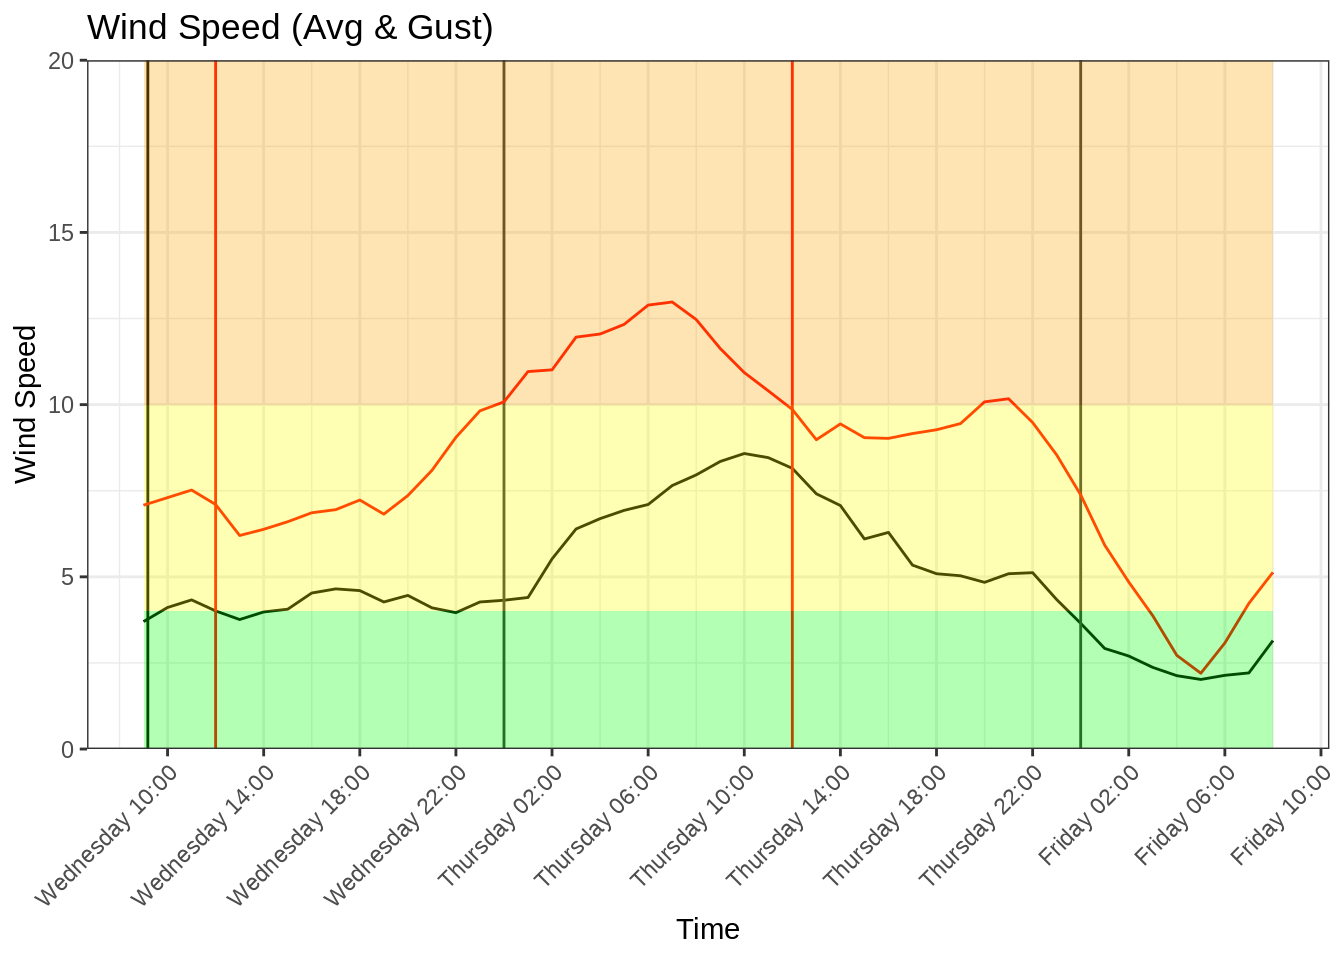 Wind Speed (Avg & Gust)
20
15
10
5
0
Wind Speed
Wednesday 10:00
Wednesday 14:00
Wednesday 18:00
Wednesday 22:00
Thursday 02:00
Thursday 06:00
Thursday 10:00
Thursday 14:00
Thursday 18:00
Thursday 22:00
Friday 02:00
Friday 06:00
Friday 10:00
Time